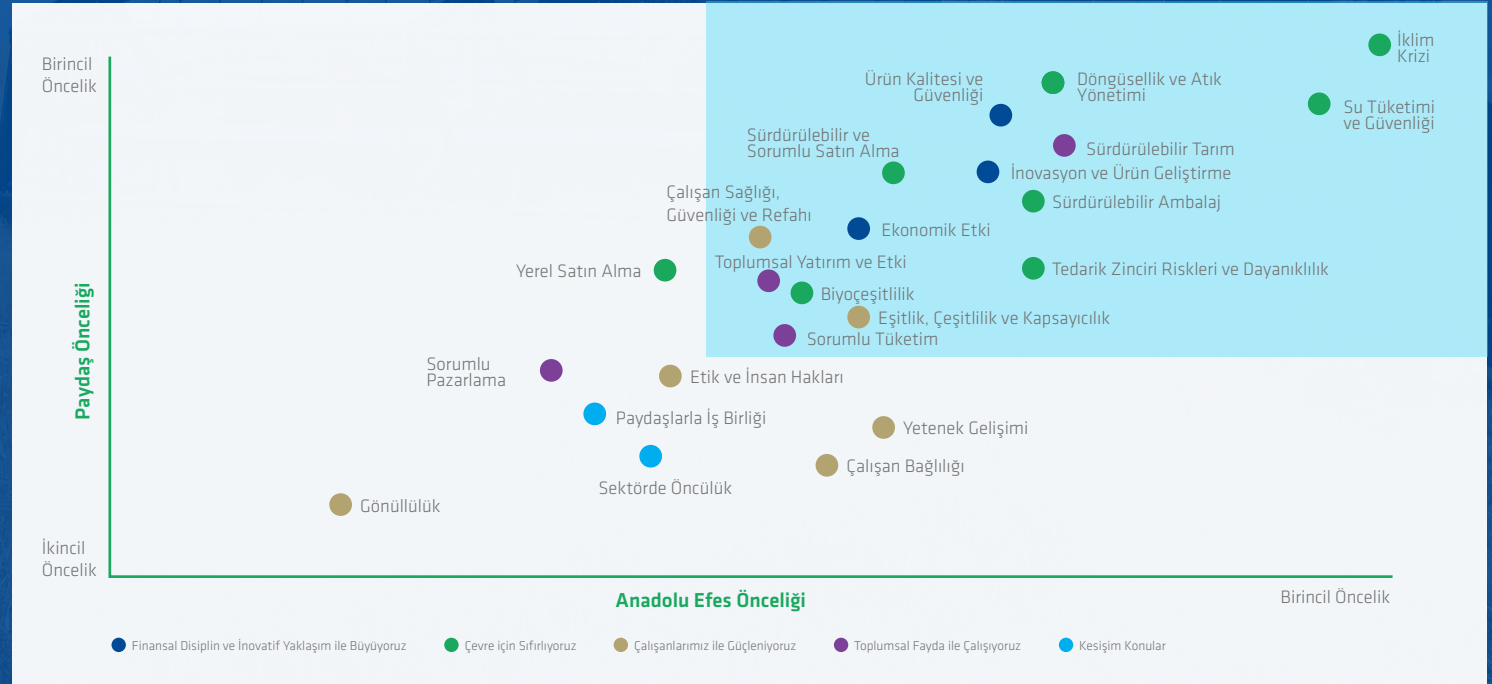 Birincil
Öncelik
İklim
Krizi
Ürün Kalitesi ve
Güvenliği
Döngüsellik ve Atık
Yönetimi
Su Tüketimi
ve Güvenliği
Sürdürülebilir ve
Sorumlu Satın Alma
Sürdürülebilir Tarım
İnovasyon ve Ürün Geliştirme
Çalışan Sağlığı,
Güvenliği ve Refahı
Sürdürülebilir Ambalaj
Ekonomik Etki
Toplumsal Yatırım ve Etki
Yerel Satın Alma
Tedarik Zinciri Riskleri ve Dayanıklılık
Biyoçeşitlilik
Eşitlik, Çeşitlilik ve Kapsayıcılık
Sorumlu Tüketim
Paydaş Önceliği
Sorumlu
Pazarlama
Etik ve İnsan Hakları
Paydaşlarla İş Birliği
Yetenek Gelişimi
Çalışan Bağlılığı
Sektörde Öncülük
Gönüllülük
İkincil
Öncelik
Anadolu Efes Önceliği
Birincil Öncelik
Finansal Disiplin ve İnovatif Yaklaşım ile Büyüyoruz
Çevre için Sıfırlıyoruz
Çalışanlarımız ile Güçleniyoruz
Toplumsal Fayda ile Çalışıyoruz
Kesişim Konular